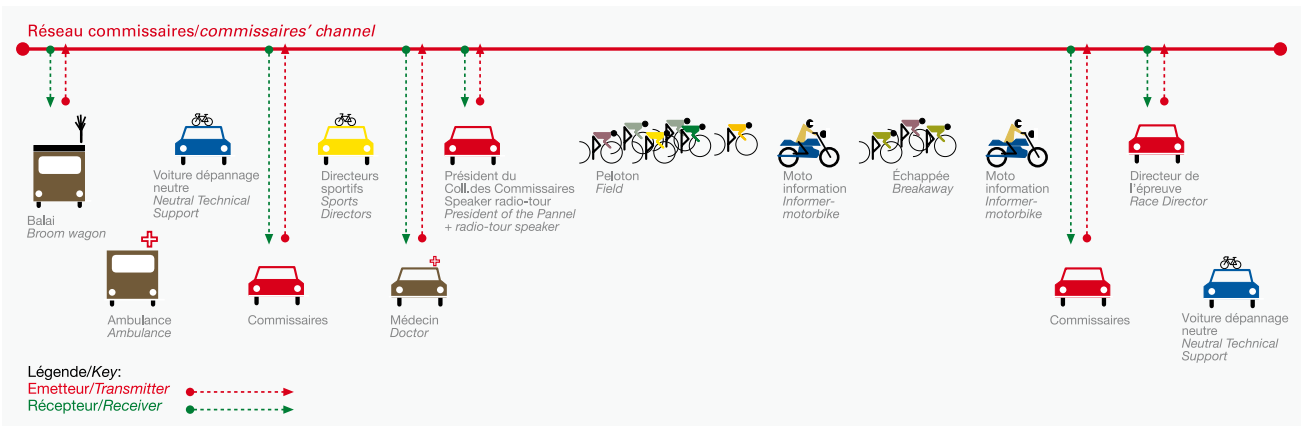 Réseau commissaires/commissaires' channel
Balai
Broom wagon
Voiture dépannage
neutre
Neutral Technical
Support
Directeurs
sportifs
Sports
Directors
Président du
Coll.des Commissaires
Speaker radio-tour
President of the Pannel
+ radio-tour speaker
Peloton
Field
Moto
information
Informer-
motorbike
Échappée
Breakaway
Moto
information
Informer-
motorbike
Directeur de
l'épreuve
Race Director
Ambulance
Ambulance
Commissaires
Médecin
Doctor
Commissaires
Voiture dépannage
neutre
Neutral Technical
Support
Légende/Key:
Emetteur/Transmitter
Récepteur/Receiver